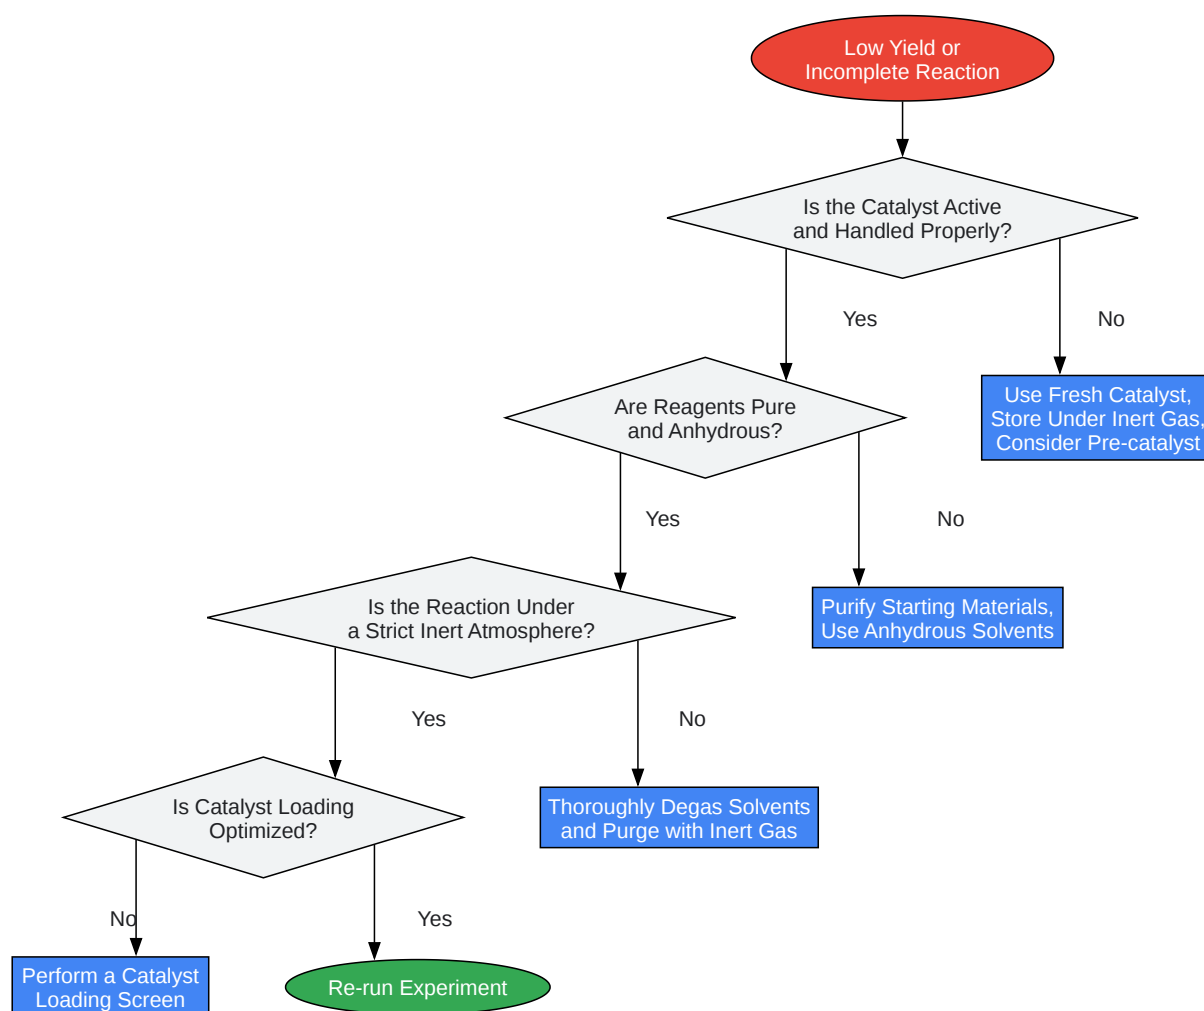 Low Yield or
Incomplete Reaction
Is the Catalyst Active
and Handled Properly?
Yes
No
Use Fresh Catalyst,
Store Under Inert Gas,
Consider Pre-catalyst
Are Reagents Pure
and Anhydrous?
Yes
No
Purify Starting Materials,
Use Anhydrous Solvents
Is the Reaction Under
a Strict Inert Atmosphere?
Yes
No
Thoroughly Degas Solvents
and Purge with Inert Gas
Is Catalyst Loading
Optimized?
No
Yes
Perform a Catalyst
Loading Screen
Re-run Experiment